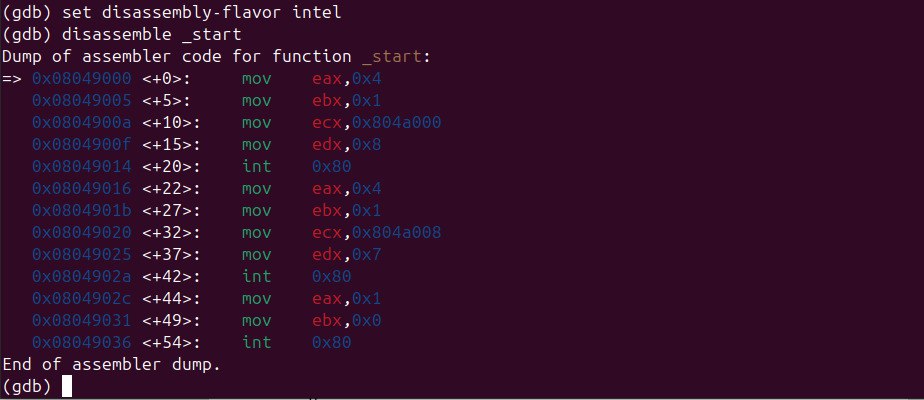 (gdb) set disassembly-flavor intel
(gdb) disassemble _start
Dump of assembler code for function _start:
=> 0x08049000 <+0>:     mov    eax,0x4
   0x08049005 <+5>:     mov    ebx,0x1
   0x0804900a <+10>:    mov    ecx,0x804a000
   0x0804900f <+15>:    mov    edx,0x8
   0x08049014 <+20>:    int    0x80
   0x08049016 <+22>:    mov    eax,0x4
   0x0804901b <+27>:    mov    ebx,0x1
   0x08049020 <+32>:    mov    ecx,0x804a008
   0x08049025 <+37>:    mov    edx,0x7
   0x0804902a <+42>:    int    0x80
   0x0804902c <+44>:    mov    eax,0x1
   0x08049031 <+49>:    mov    ebx,0x0
   0x08049036 <+54>:    int    0x80
End of assembler dump.
(gdb)